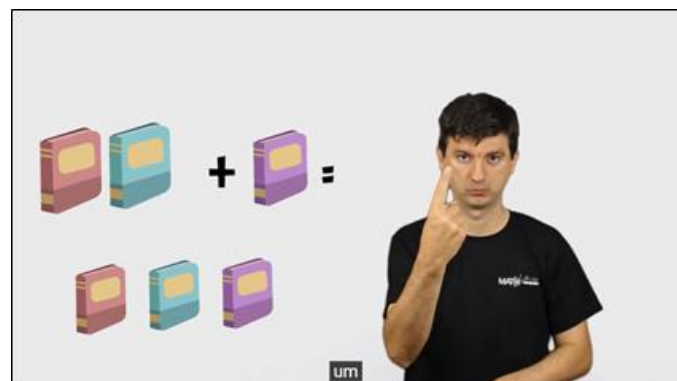 + =
um